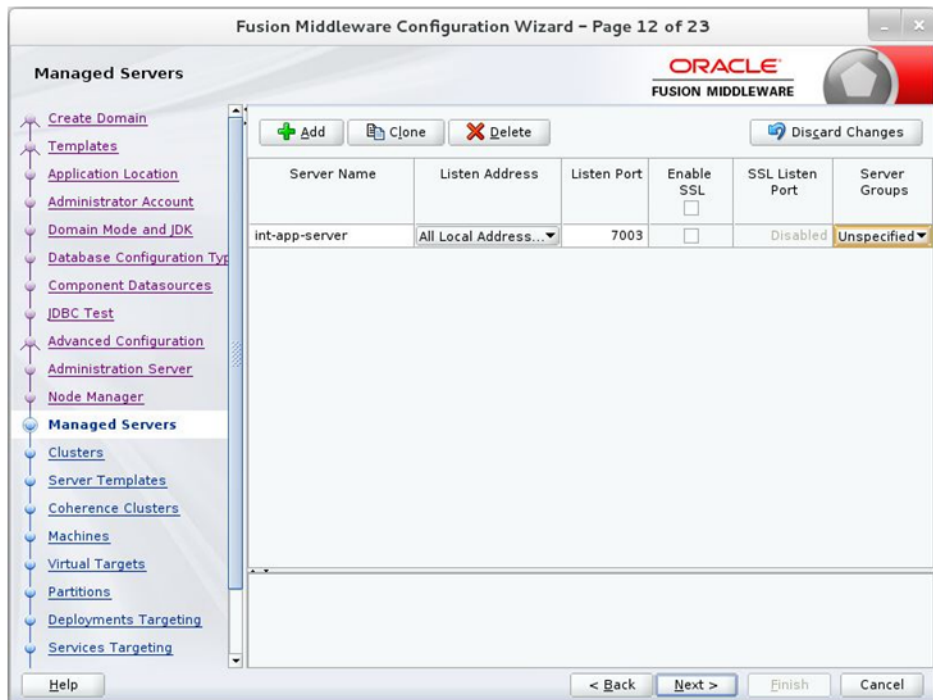 Fusion Middleware Configuration Wizard - Page 12 of 23
Managed Servers
ORACLE
FUSION MIDDLEWARE
Create Domain
Templates
Application Location
Administrator Account
Domain Mode and JDK
Database Configuration Typ
Component Datasources
JDBC Test
Advanced Configuration
Administration Server
Node Manager
Managed Servers
Clusters
Server Templates
Coherence Clusters
Machines
Virtual Targets
Partitions
Deployments Targeting
Services Targeting
Add Clone Delete Discard Changes
Server Name Listen Address Listen Port Enable SSL SSL Listen Port Server Groups
int-app-server All Local Address... 7003 Disabled Unspecified
Help < Back Next > Finish Cancel